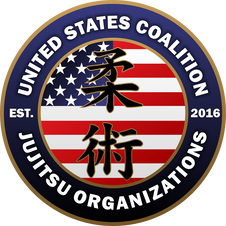 UNITED STATES COALITION
EST.
柔術
2016
JUJITSU ORGANIZATIONS